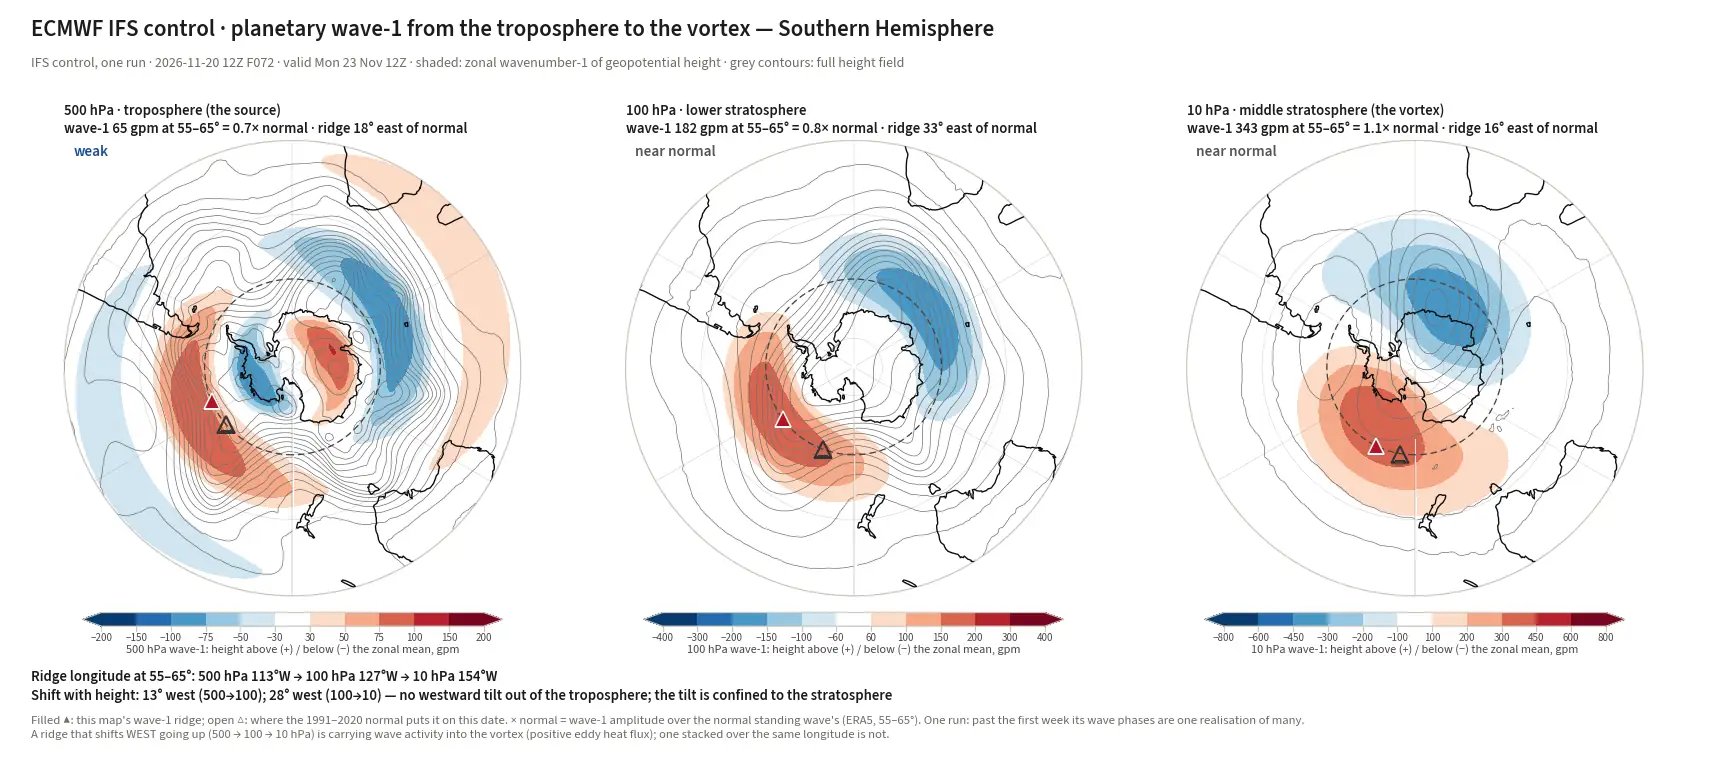 ECMWF IFS control · planetary wave-1 from the troposphere to the vortex — Southern Hemisphere
IFS control, one run · 2026-11-20 12Z F072 · valid Mon 23 Nov 12Z · shaded: zonal wavenumber-1 of geopotential height · grey contours: full height field
500 hPa · troposphere (the source)
wave-1 65 gpm at 55–65° = 0.7× normal · ridge 18° east of normal
weak
100 hPa · lower stratosphere
wave-1 182 gpm at 55–65° = 0.8× normal · ridge 33° east of normal
near normal
10 hPa · middle stratosphere (the vortex)
wave-1 343 gpm at 55–65° = 1.1× normal · ridge 16° east of normal
near normal
−200 −150 −100 −75 −50 −30 30 50 75 100 150 200
500 hPa wave-1: height above (+) / below (−) the zonal mean, gpm
−400 −300 −200 −150 −100 −60 60 100 150 200 300 400
100 hPa wave-1: height above (+) / below (−) the zonal mean, gpm
−800 −600 −450 −300 −200 −100 100 200 300 450 600 800
10 hPa wave-1: height above (+) / below (−) the zonal mean, gpm
Ridge longitude at 55–65°: 500 hPa 113°W → 100 hPa 127°W → 10 hPa 154°W
Shift with height: 13° west (500→100); 28° west (100→10) — no westward tilt out of the troposphere; the tilt is confined to the stratosphere
Filled ▲: this map's wave-1 ridge; open △: where the 1991–2020 normal puts it on this date. × normal = wave-1 amplitude over the normal standing wave's (ERA5, 55–65°). One run: past the first week its wave phases are one realisation of many.
A ridge that shifts WEST going up (500 → 100 → 10 hPa) is carrying wave activity into the vortex (positive eddy heat flux); one stacked over the same longitude is not.